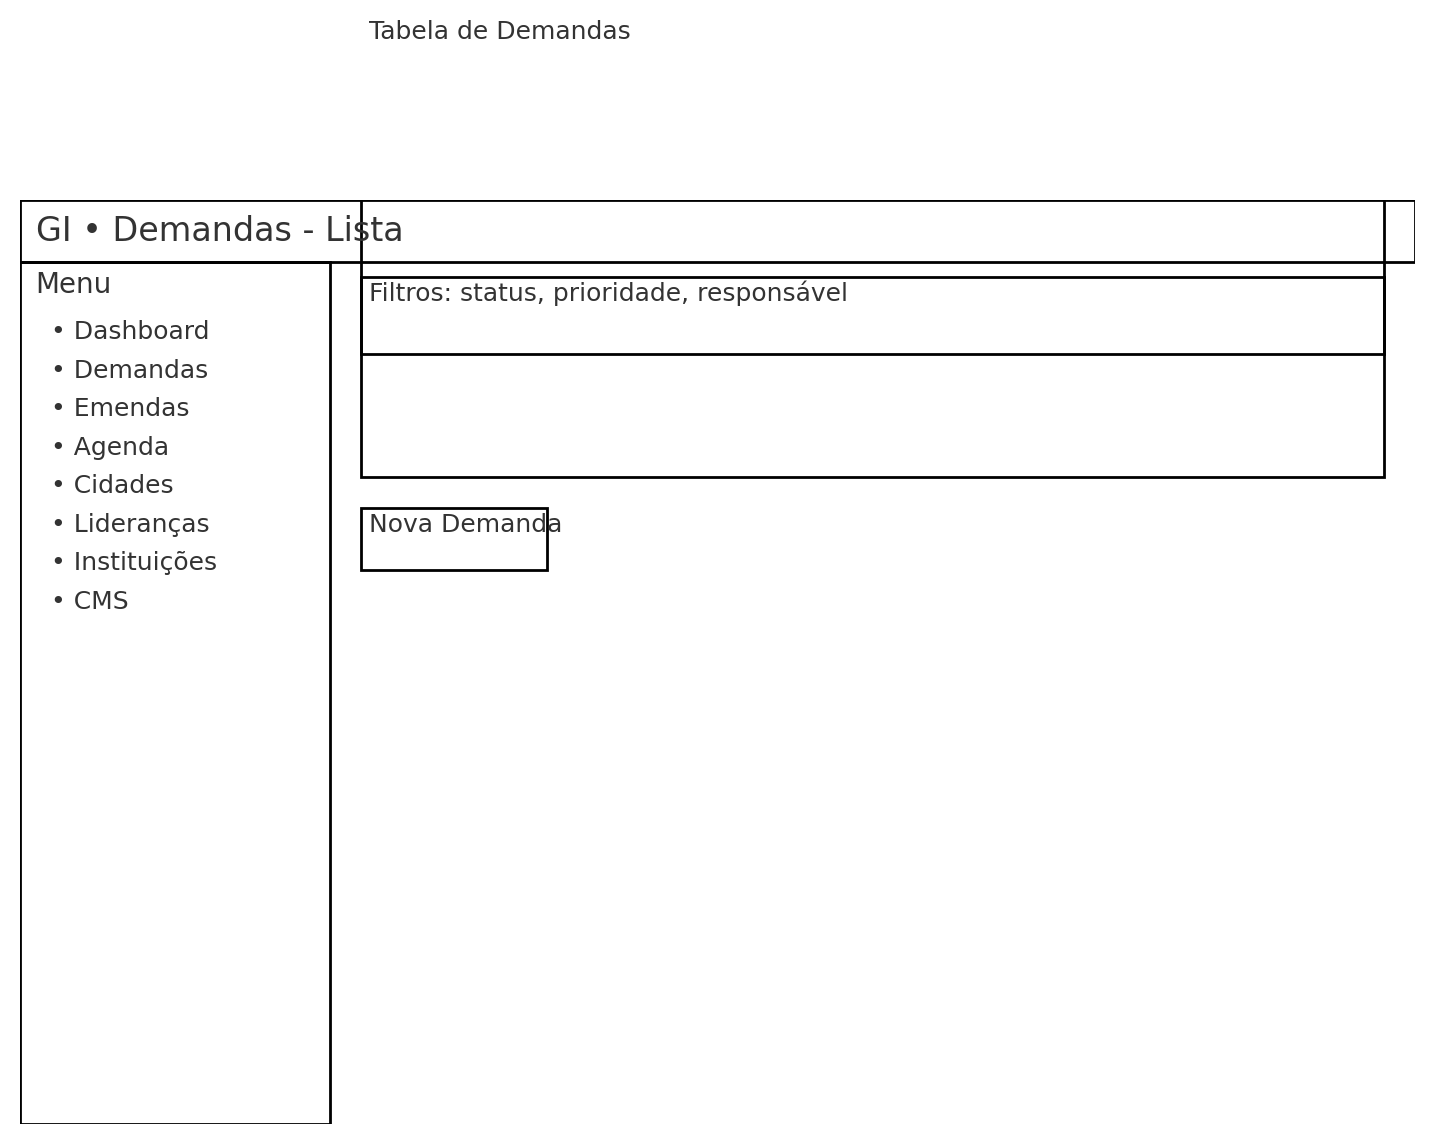 Tabela de Demandas
GI • Demandas - Lista
Menu
• Dashboard
• Demandas
• Emendas
• Agenda
• Cidades
• Lideranças
• Instituições
• CMS
Filtros: status, prioridade, responsável
Nova Demanda